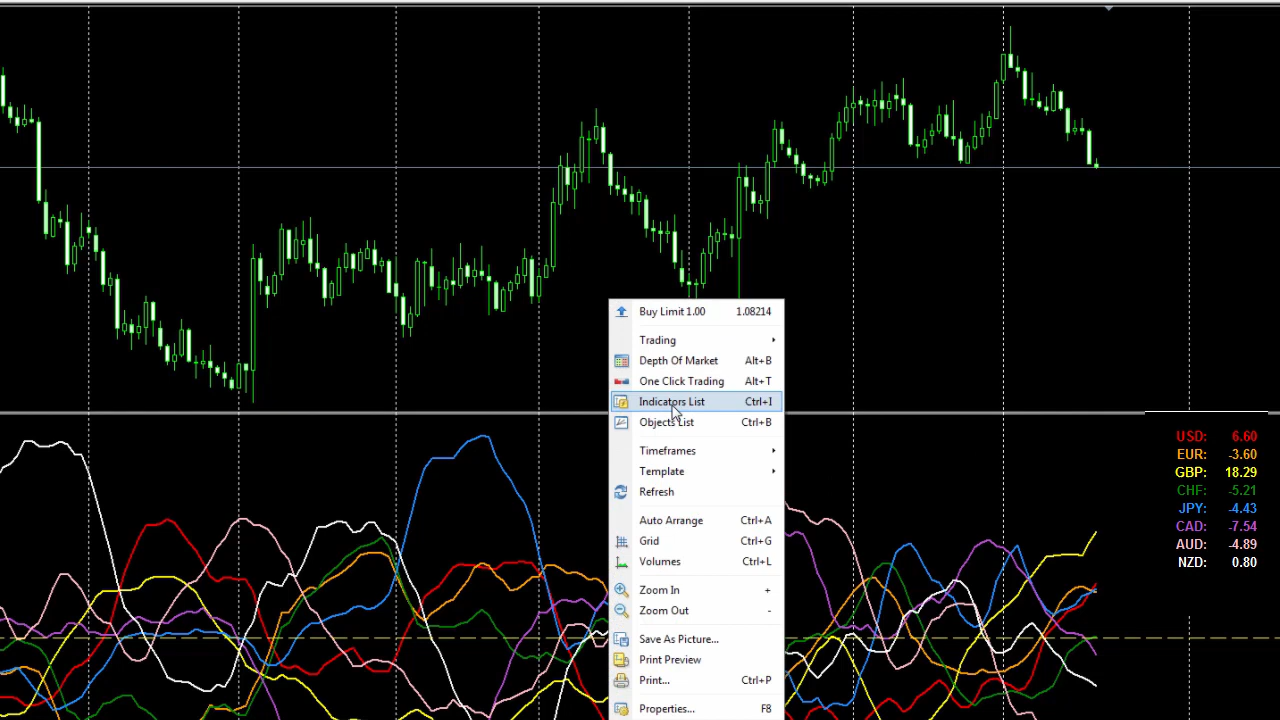 Buy Limit 1.00 1.08214
Trading
Depth Of Market Alt+B
One Click Trading Alt+T
Indicators List Ctrl+I
Objects List Ctrl+B
Timeframes
Template
Refresh
Auto Arrange Ctrl+A
Grid Ctrl+G
Volumes Ctrl+L
Zoom In +
Zoom Out -
Save As Picture...
Print Preview
Print... Ctrl+P
Properties... F8
USD: 6.60
EUR: -3.60
GBP: 18.29
CHF: -5.21
JPY: -4.43
CAD: -7.54
AUD: -4.89
NZD: 0.80